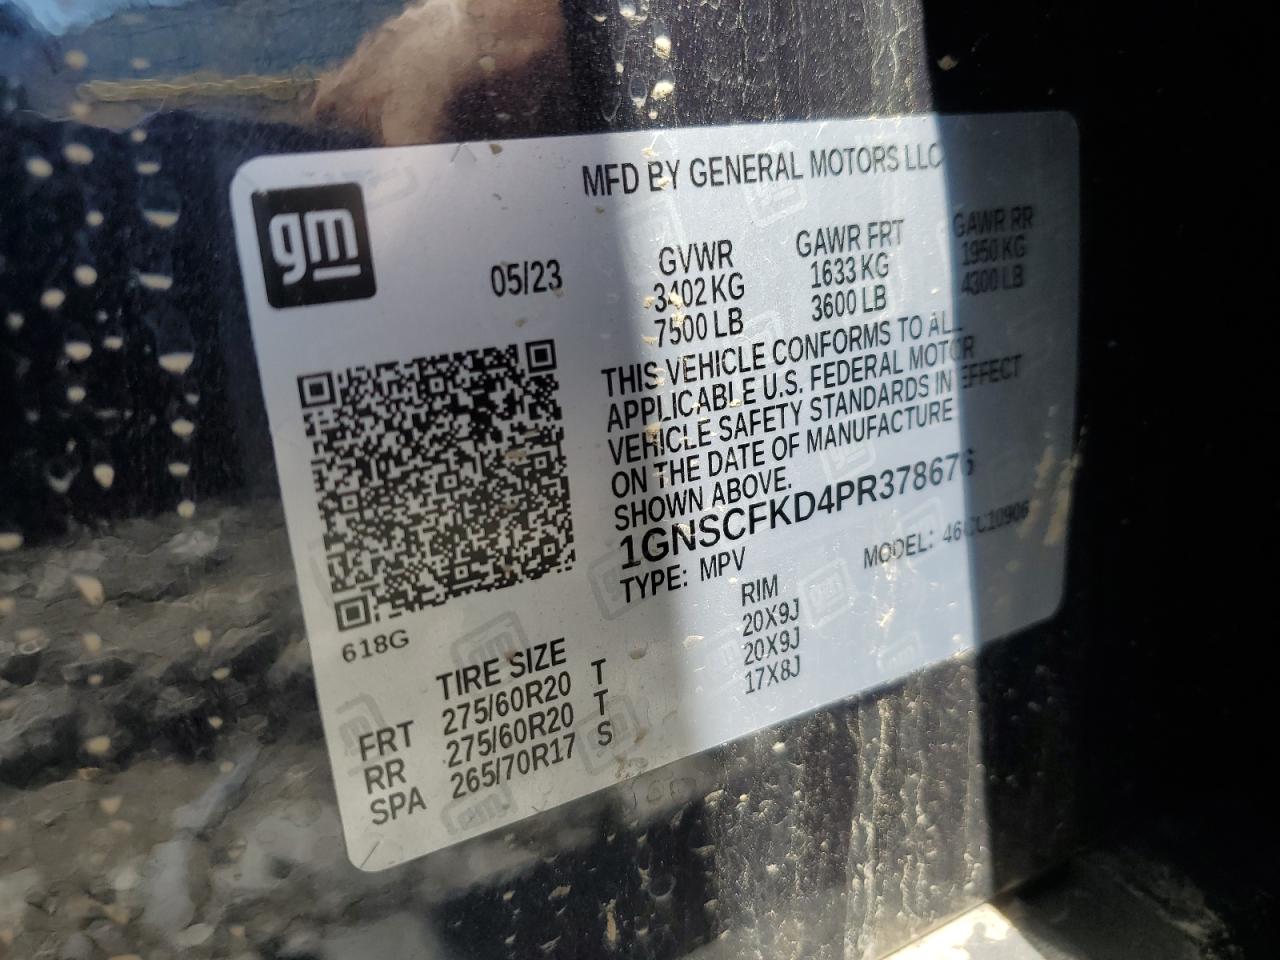 gm
MFD BY GENERAL MOTORS LLC
05/23
GVWR GAWR FRT GAWR RR
3402 KG 1633 KG 1950 KG
7500 LB 3600 LB 4300 LB
THIS VEHICLE CONFORMS TO ALL
APPLICABLE U.S. FEDERAL MOTOR
VEHICLE SAFETY STANDARDS IN EFFECT
ON THE DATE OF MANUFACTURE
SHOWN ABOVE.
1GNSCFKD4PR378676
TYPE: MPV MODEL:
618G
TIRE SIZE RIM
FRT 275/60R20 T 20X9J
RR 275/60R20 T 20X9J
SPA 265/70R17 S 17X8J